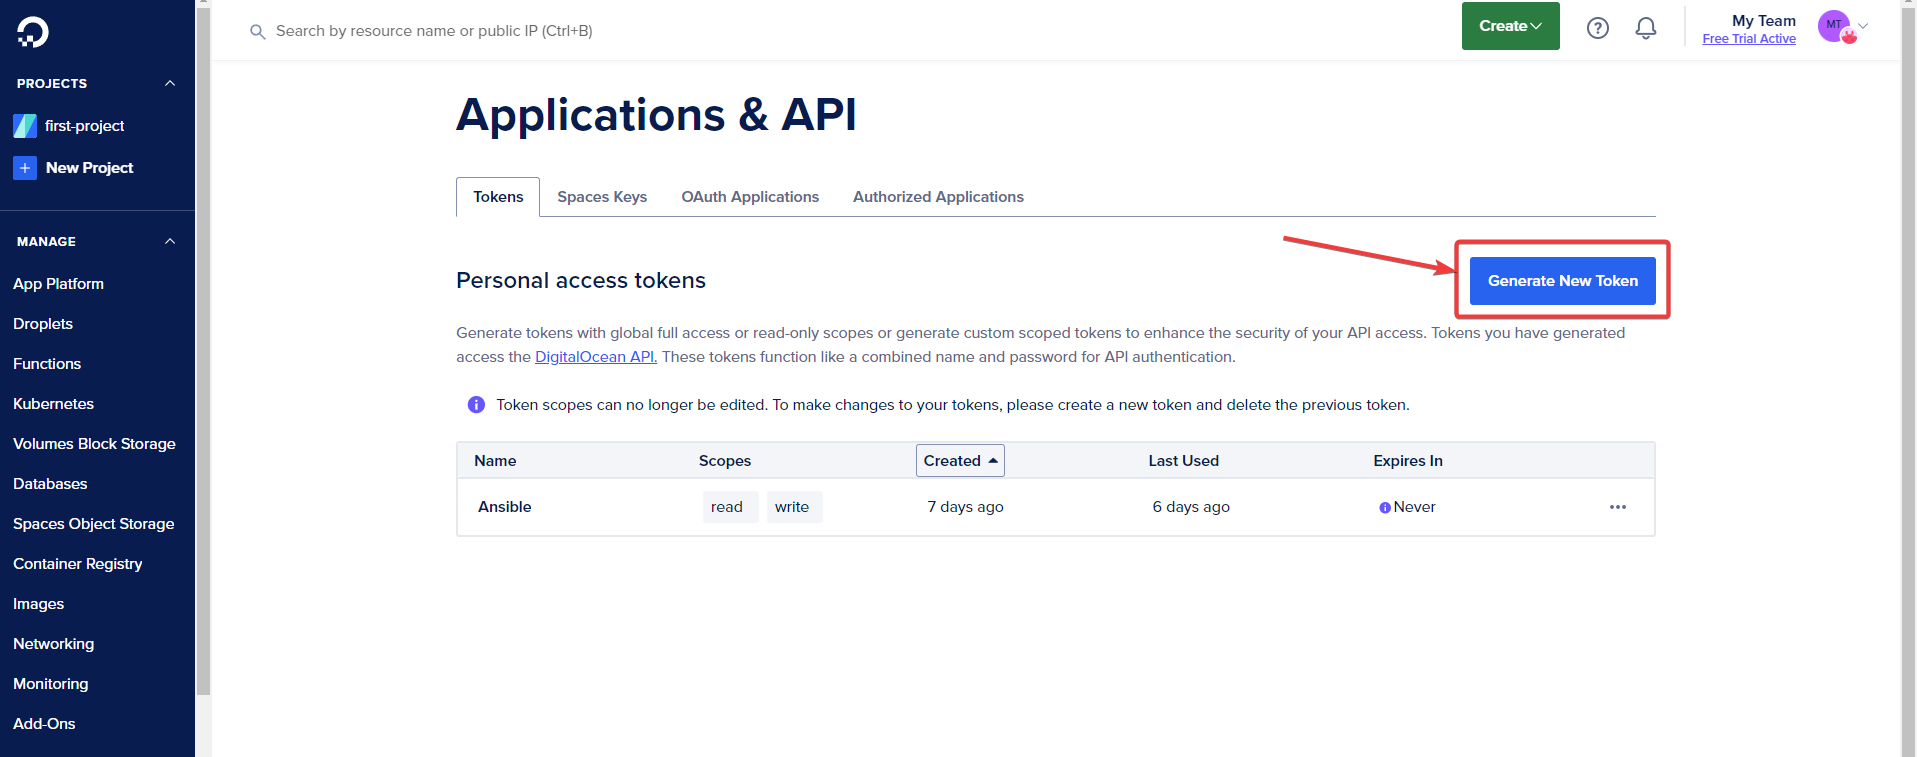 Search by resource name or public IP (Ctrl+B)
Create
My Team
Free Trial Active
MT
PROJECTS
first-project
New Project
MANAGE
App Platform
Droplets
Functions
Kubernetes
Volumes Block Storage
Databases
Spaces Object Storage
Container Registry
Images
Networking
Monitoring
Add-Ons
Applications & API
Tokens Spaces Keys OAuth Applications Authorized Applications
Personal access tokens
Generate New Token
Generate tokens with global full access or read-only scopes or generate custom scoped tokens to enhance the security of your API access. Tokens you have generated
access the DigitalOcean API. These tokens function like a combined name and password for API authentication.
Token scopes can no longer be edited. To make changes to your tokens, please create a new token and delete the previous token.
Name Scopes Created Last Used Expires In
Ansible read write 7 days ago 6 days ago Never